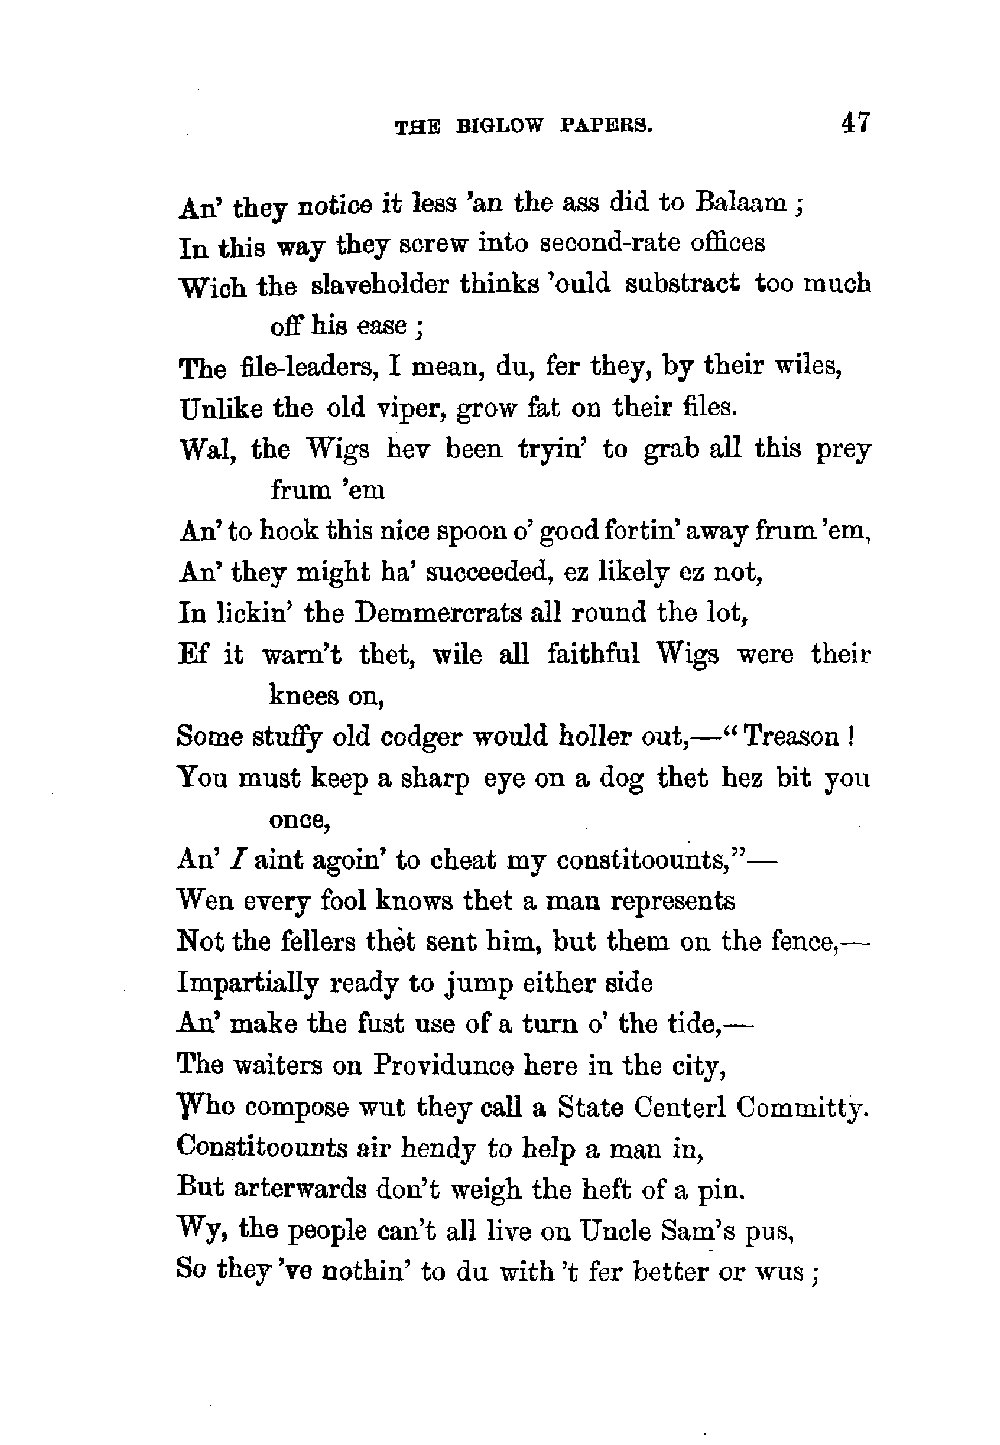 THE BIGLOW PAPERS. 47
An' they notice it less 'an the ass did to Balaam ;
In this way they screw into second-rate offices
Wich the slaveholder thinks 'ould substract too much
off his ease ;
The file-leaders, I mean, du, fer they, by their wiles,
Unlike the old viper, grow fat on their files.
Wal, the Wigs hev been tryin' to grab all this prey
frum 'em
An' to hook this nice spoon o' good fortin' away frum 'em,
An' they might ha' succeeded, ez likely ez not,
In lickin' the Demmercrats all round the lot,
Ef it warn't thet, wile all faithful Wigs were their
knees on,
Some stuffy old codger would holler out,—“ Treason !
You must keep a sharp eye on a dog thet hez bit you
once,
An' I aint agoin' to cheat my constitoounts,”—
Wen every fool knows thet a man represents
Not the fellers thet sent him, but them on the fence,—
Impartially ready to jump either side
An' make the fust use of a turn o' the tide,—
The waiters on Providunce here in the city,
Who compose wut they call a State Centerl Committy.
Constitoounts air hendy to help a man in,
But arterwards don't weigh the heft of a pin.
Wy, the people can't all live on Uncle Sam's pus,
So they 've nothin' to du with 't fer better or wus ;